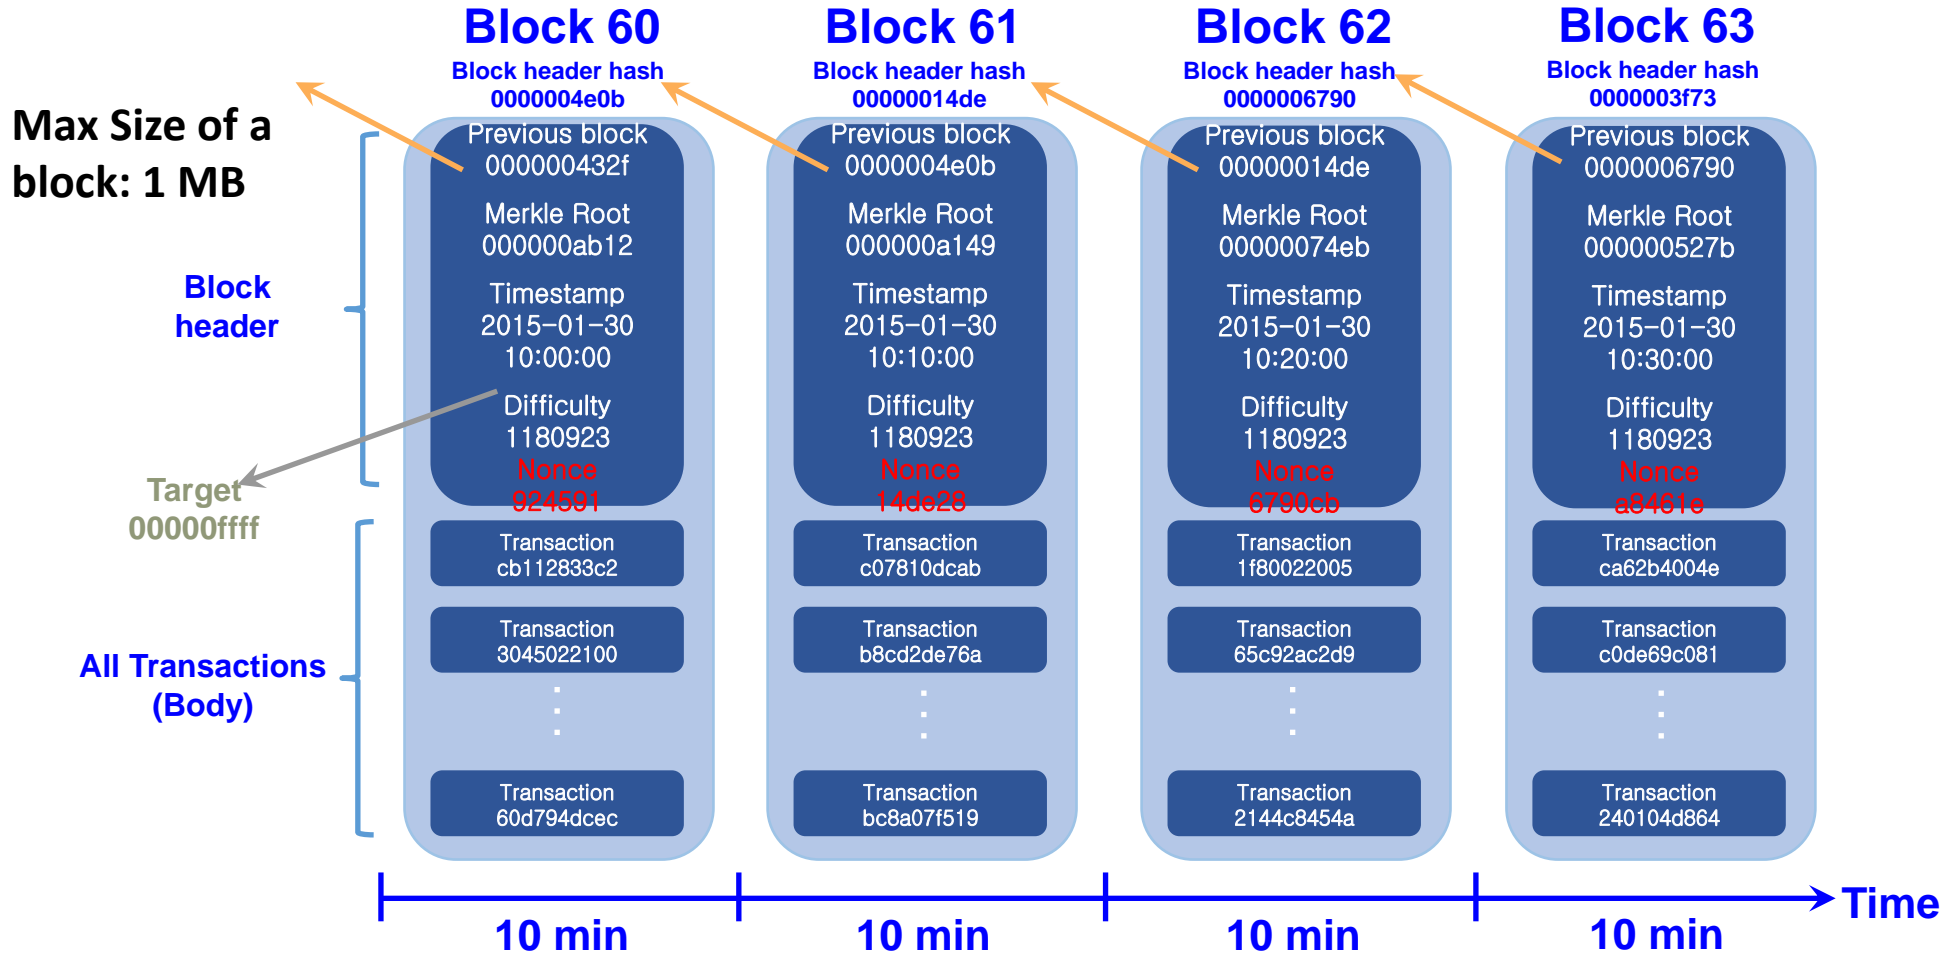 Block 60
Block header hash
0000004e0b
Block 61
Block header hash
00000014de
Block 62
Block header hash
0000006790
Block 63
Block header hash
0000003f73
Max Size of a
block: 1 MB
Block
header
Target
00000ffff
All Transactions
(Body)
Previous block
000000432f
Merkle Root
000000ab12
Timestamp
2015-01-30
10:00:00
Difficulty
1180923
Nonce
924591
Transaction
cb112833c2
Transaction
3045022100
Transaction
60d794dcec
Previous block
0000004e0b
Merkle Root
000000a149
Timestamp
2015-01-30
10:10:00
Difficulty
1180923
Nonce
14de28
Transaction
c07810dcab
Transaction
b8cd2de76a
Transaction
bc8a07f519
Previous block
00000014de
Merkle Root
00000074eb
Timestamp
2015-01-30
10:20:00
Difficulty
1180923
Nonce
6790cb
Transaction
1f80022005
Transaction
65c92ac2d9
Transaction
2144c8454a
Previous block
0000006790
Merkle Root
000000527b
Timestamp
2015-01-30
10:30:00
Difficulty
1180923
Nonce
a8461e
Transaction
ca62b4004e
Transaction
c0de69c081
Transaction
240104d864
10 min
10 min
10 min
10 min
Time